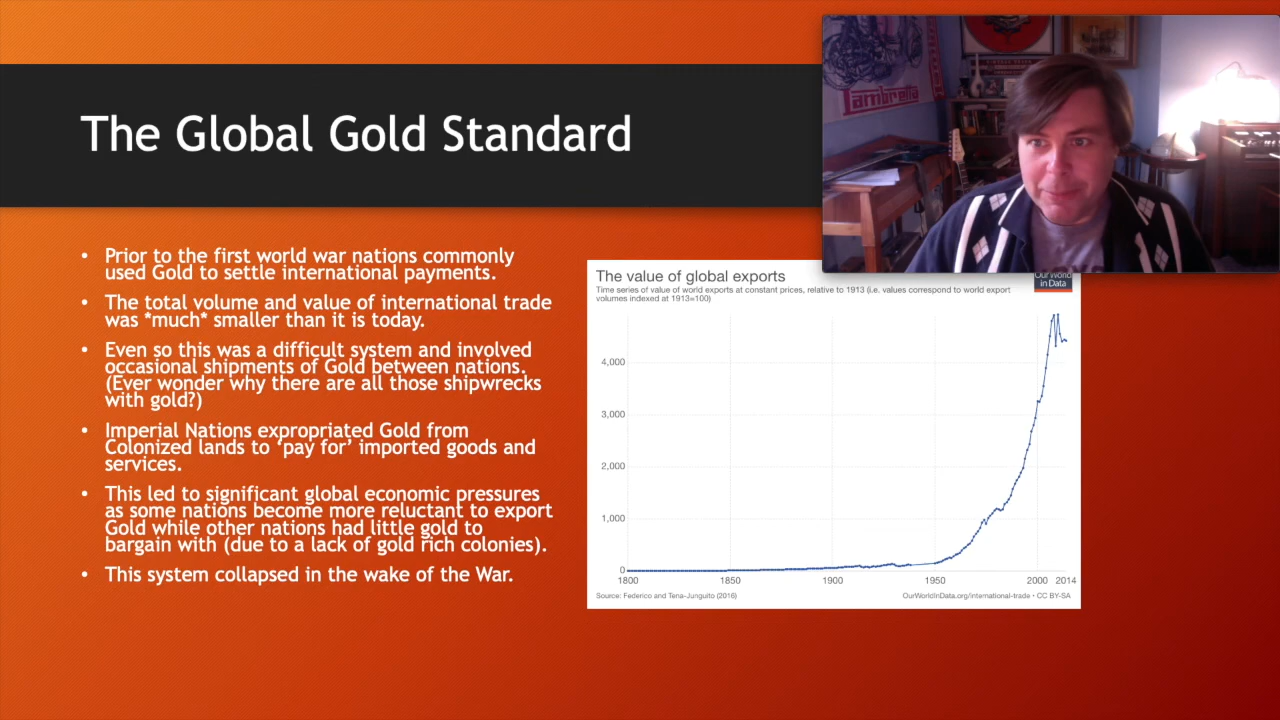 The Global Gold Standard
Lambretta
• Prior to the first world war nations commonly
used Gold to settle international payments.
• The total volume and value of international trade
was *much* smaller than it is today.
• Even so this was a difficult system and involved
occasional shipments of Gold between nations.
(Ever wonder why there are all those shipwrecks
with gold?)
• Imperial Nations expropriated Gold from
Colonized lands to ‘pay for’ imported goods and
services.
• This led to significant global economic pressures
as some nations become more reluctant to export
Gold while other nations had little gold to
bargain with (due to a lack of gold rich colonies).
• This system collapsed in the wake of the War.
The value of global exports
Time series of value of world exports at constant prices, relative to 1913 (i.e. values correspond to world export
volumes indexed at 1913=100)
Our World
in Data
4,000
3,000
2,000
1,000
0
1800 1850 1900 1950 2000 2014
Source: Federico and Tena-Junguito (2016)
OurWorldInData.org/international-trade • CC BY-SA